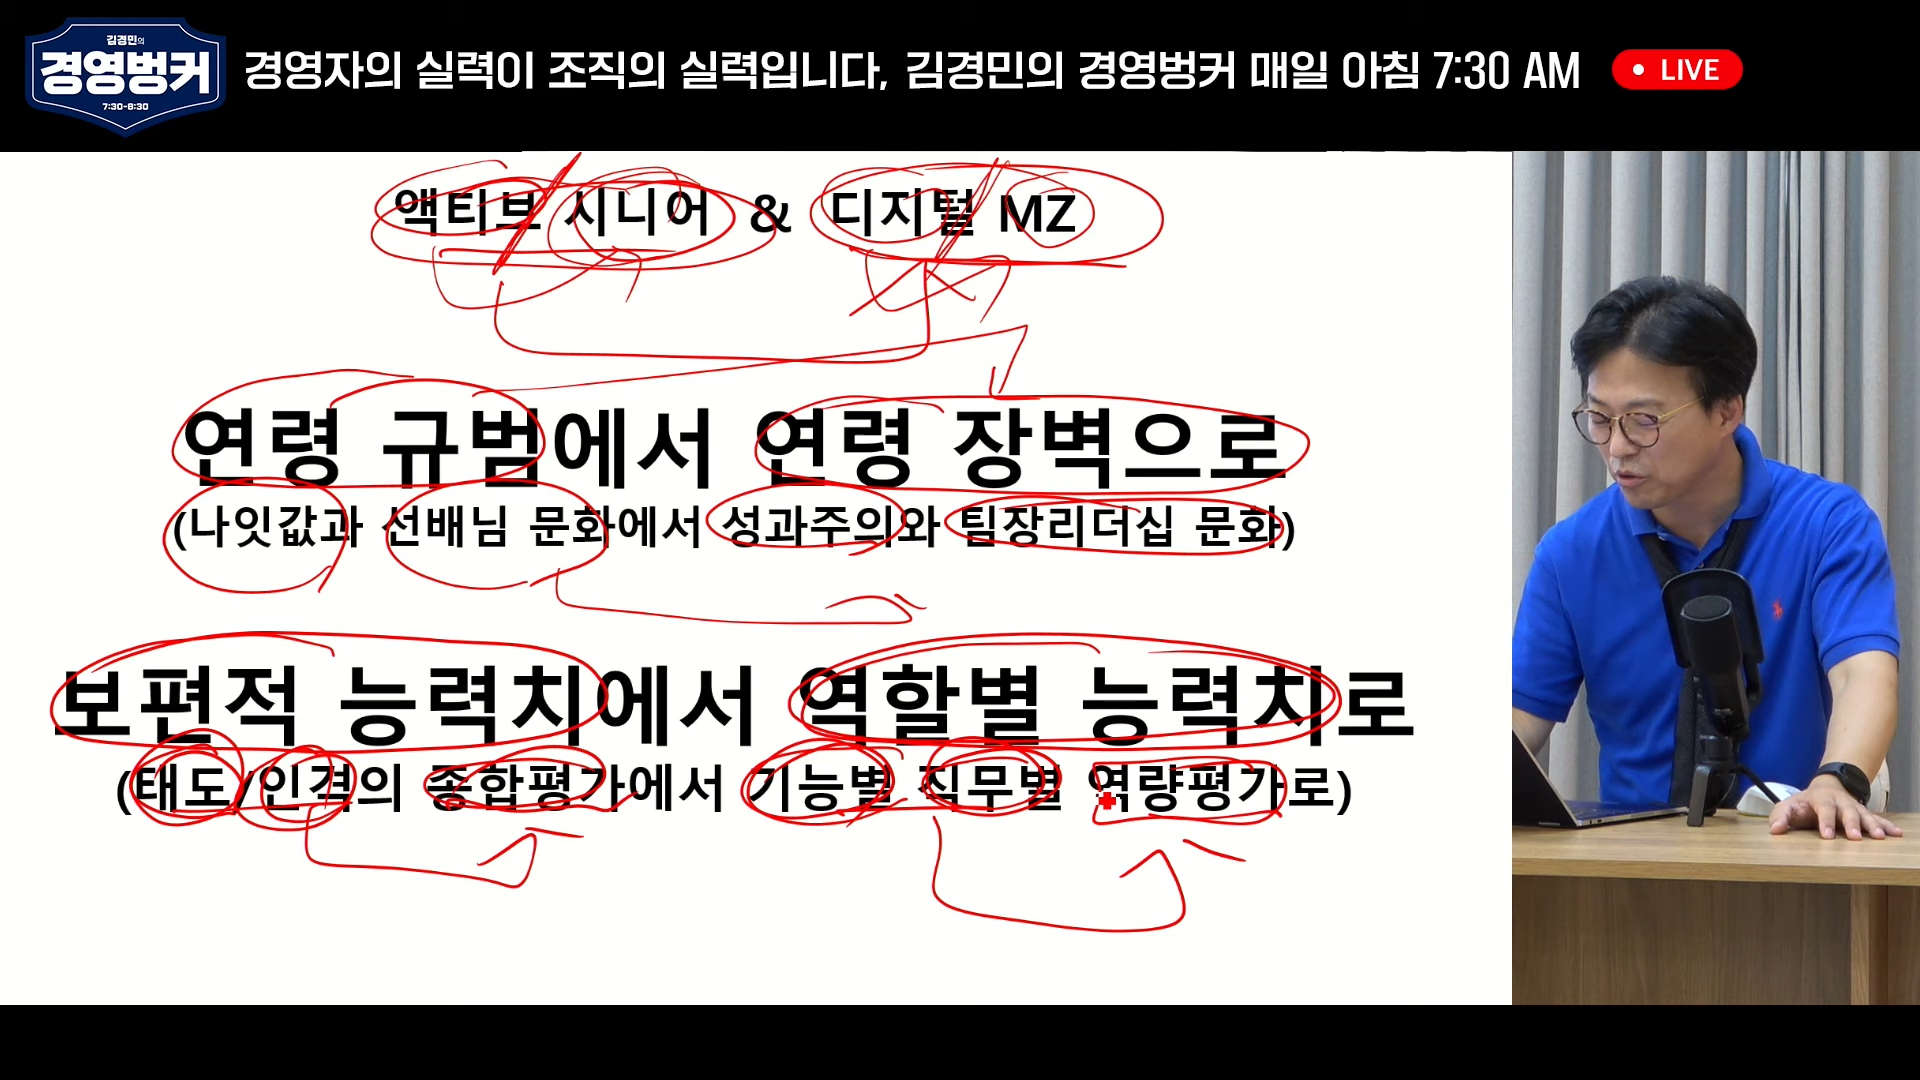 김경민의
경영벙커
7:30-8:30
경영자의 실력이 조직의 실력입니다, 김경민의 경영벙커 매일 아침 7:30 AM
LIVE
액티브 시니어 & 디지털 MZ
연령 규범에서 연령 장벽으로
(나잇값과 선배님 문화에서 성과주의와 팀장리더십 문화)
보편적 능력치에서 역할별 능력치로
(태도/인격의 종합평가에서 기능별 직무별 역량평가로)